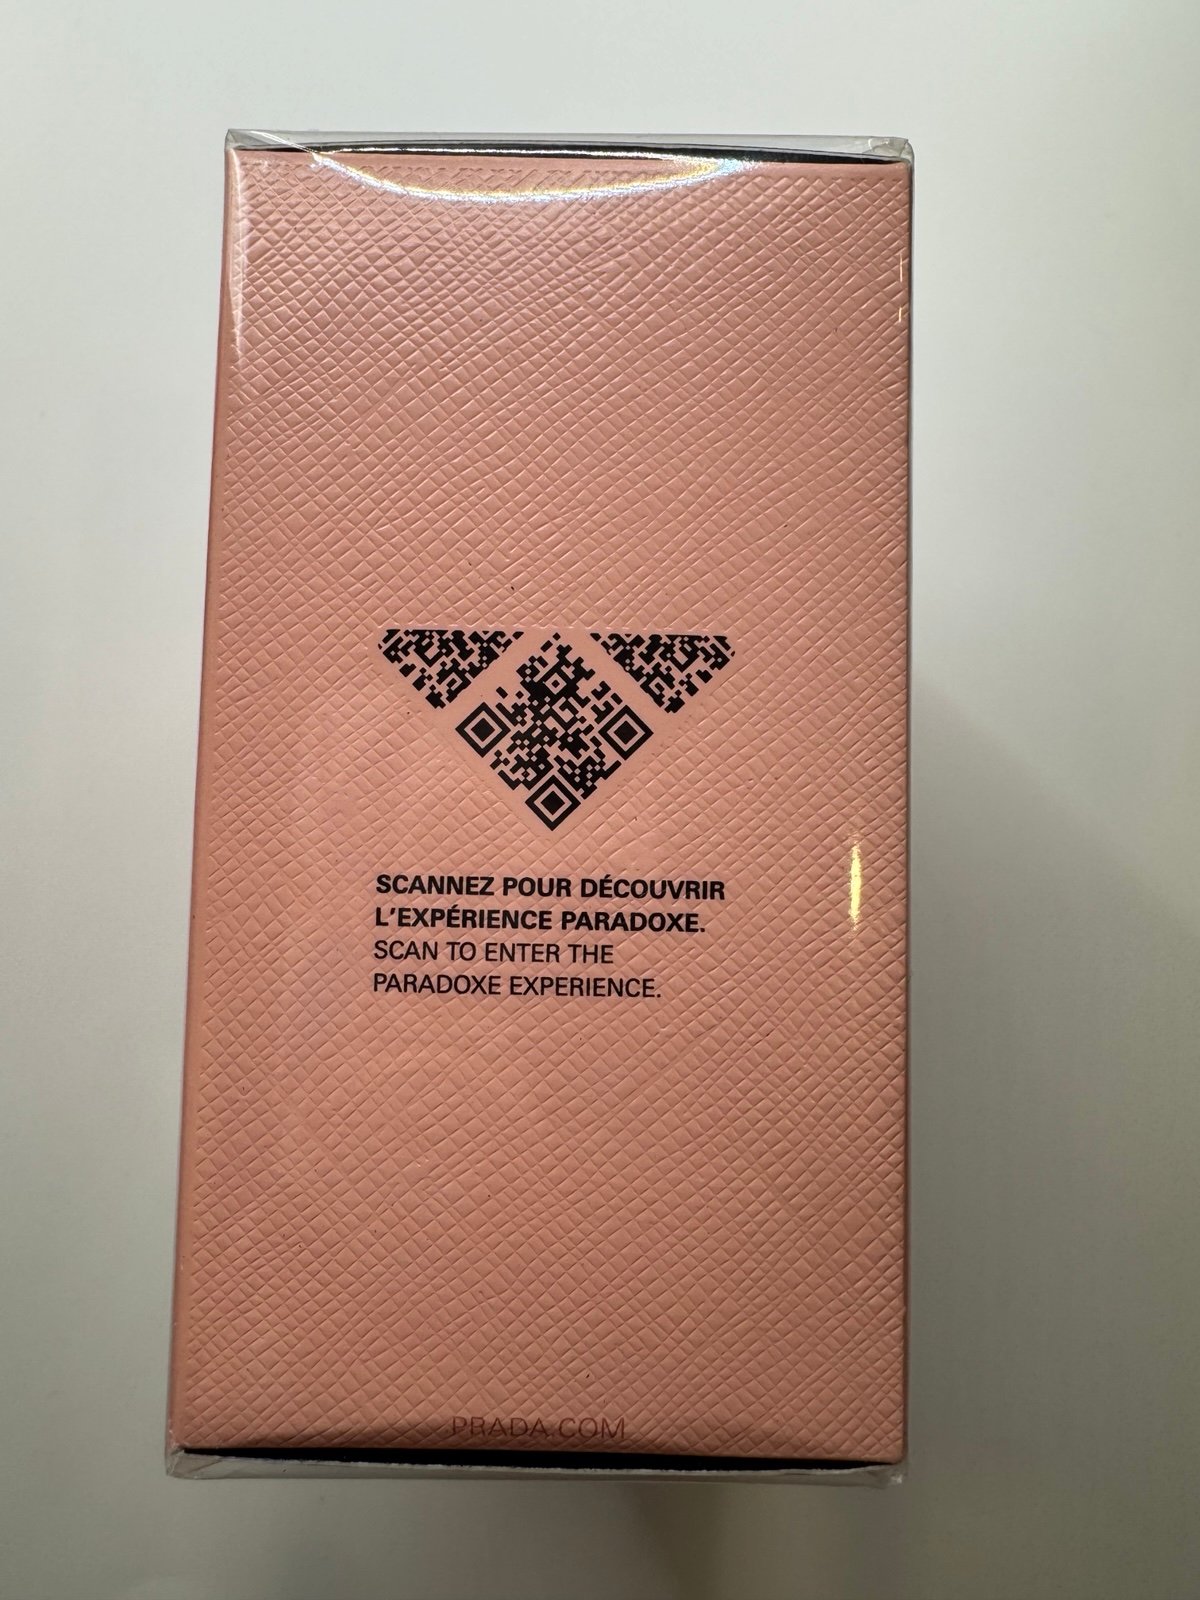 SCANNEZ POUR DÉCOUVRIR
L'EXPÉRIENCE PARADOXE.
SCAN TO ENTER THE
PARADOXE EXPERIENCE.
PRADA.COM